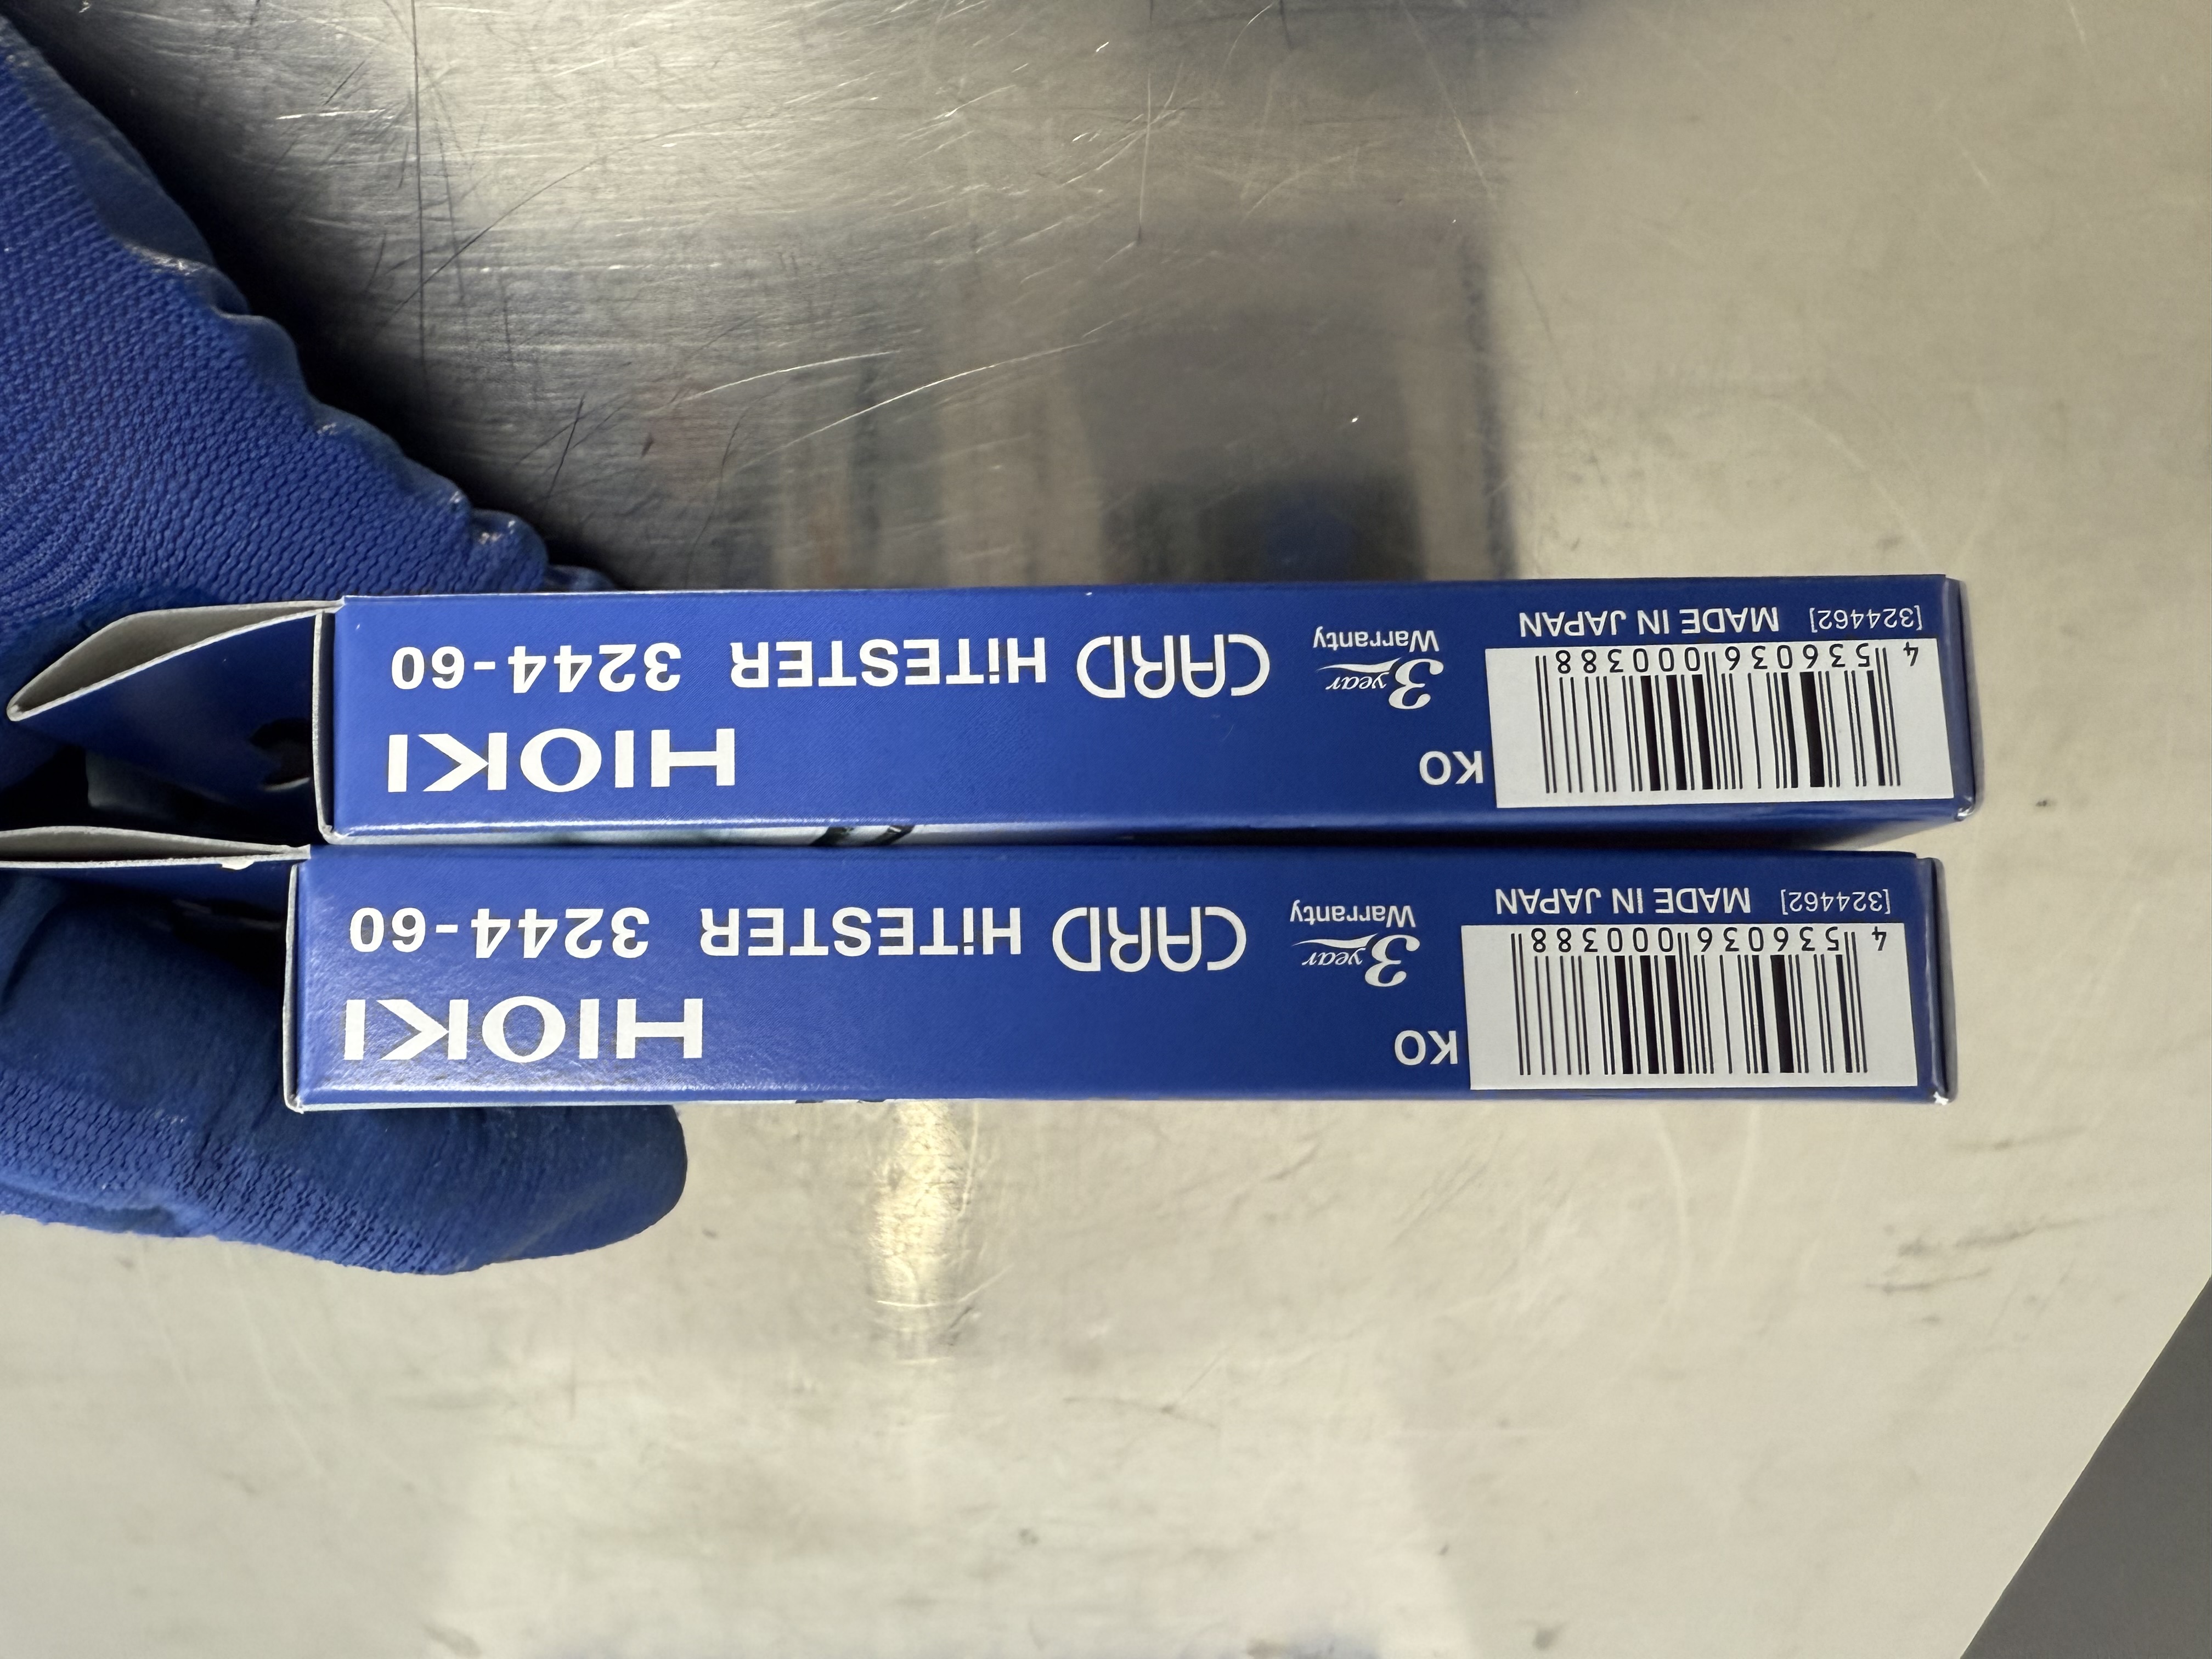 HIOKI
KO
CARD HiTESTER 3244-60
3 year
Warranty
4 536036 000388
[324462] MADE IN JAPAN
HIOKI
KO
CARD HiTESTER 3244-60
3 year
Warranty
4 536036 000388
[324462] MADE IN JAPAN